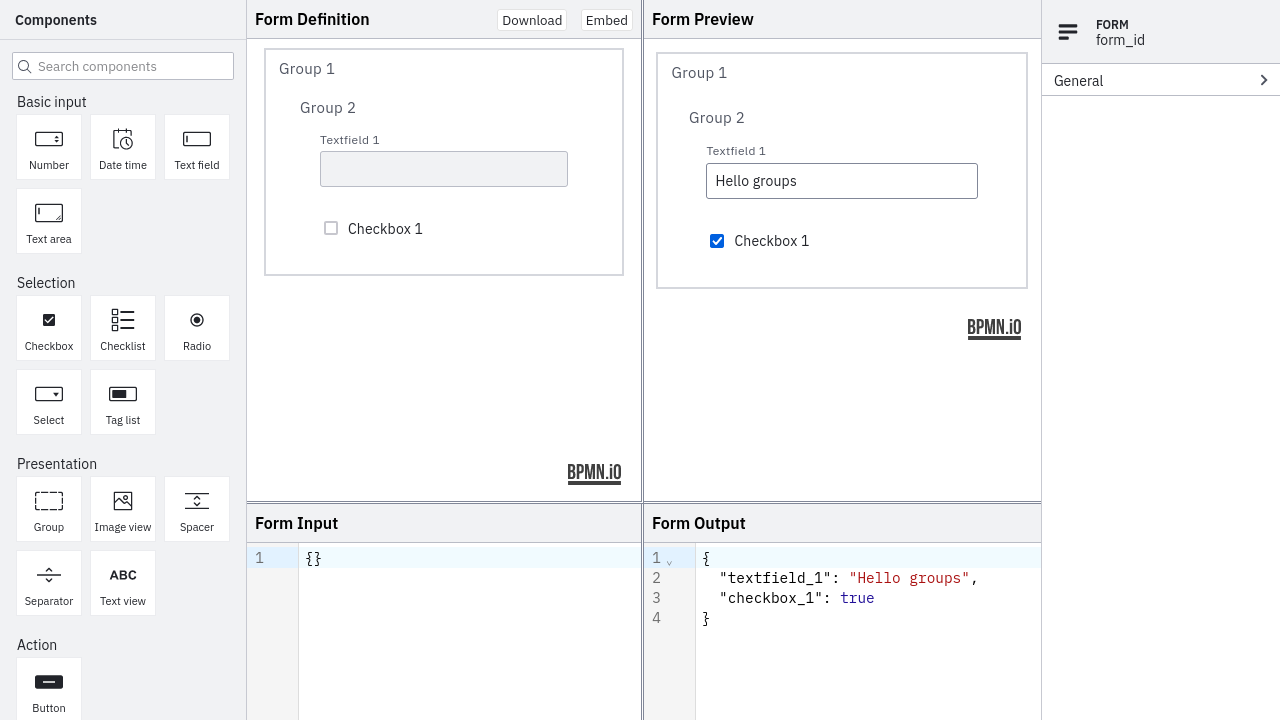 Components
Search components
Basic input
Number
Date time
Text field
Text area
Selection
Checkbox
Checklist
Radio
Select
Tag list
Presentation
Group
Image view
Spacer
Separator
ABC
Text view
Action
Button
Form Definition
Download
Embed
Group 1
Group 2
Textfield 1
Checkbox 1
BPMN.iO
Form Preview
Group 1
Group 2
Textfield 1
Hello groups
Checkbox 1
BPMN.iO
Form Input
1
{}
Form Output
1 {
2 "textfield_1": "Hello groups",
3 "checkbox_1": true
4 }
FORM
form_id
General